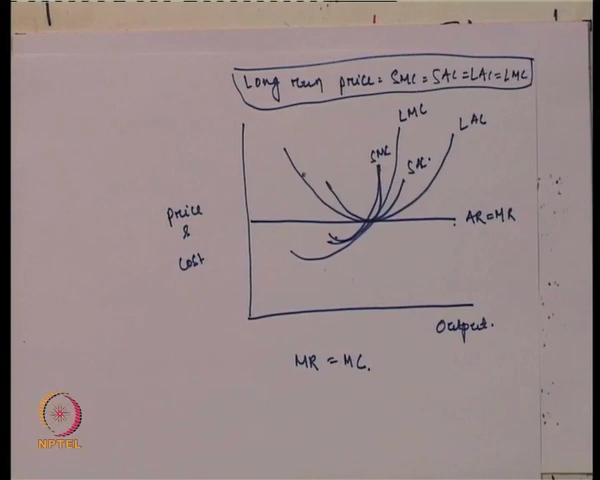 Long run price = SMC = SAC = LAC = LMC
LMC
LAC
SMC
SAC.
Price
&
Cost
AR=MR
Output.
MR = MC.
NPTEL